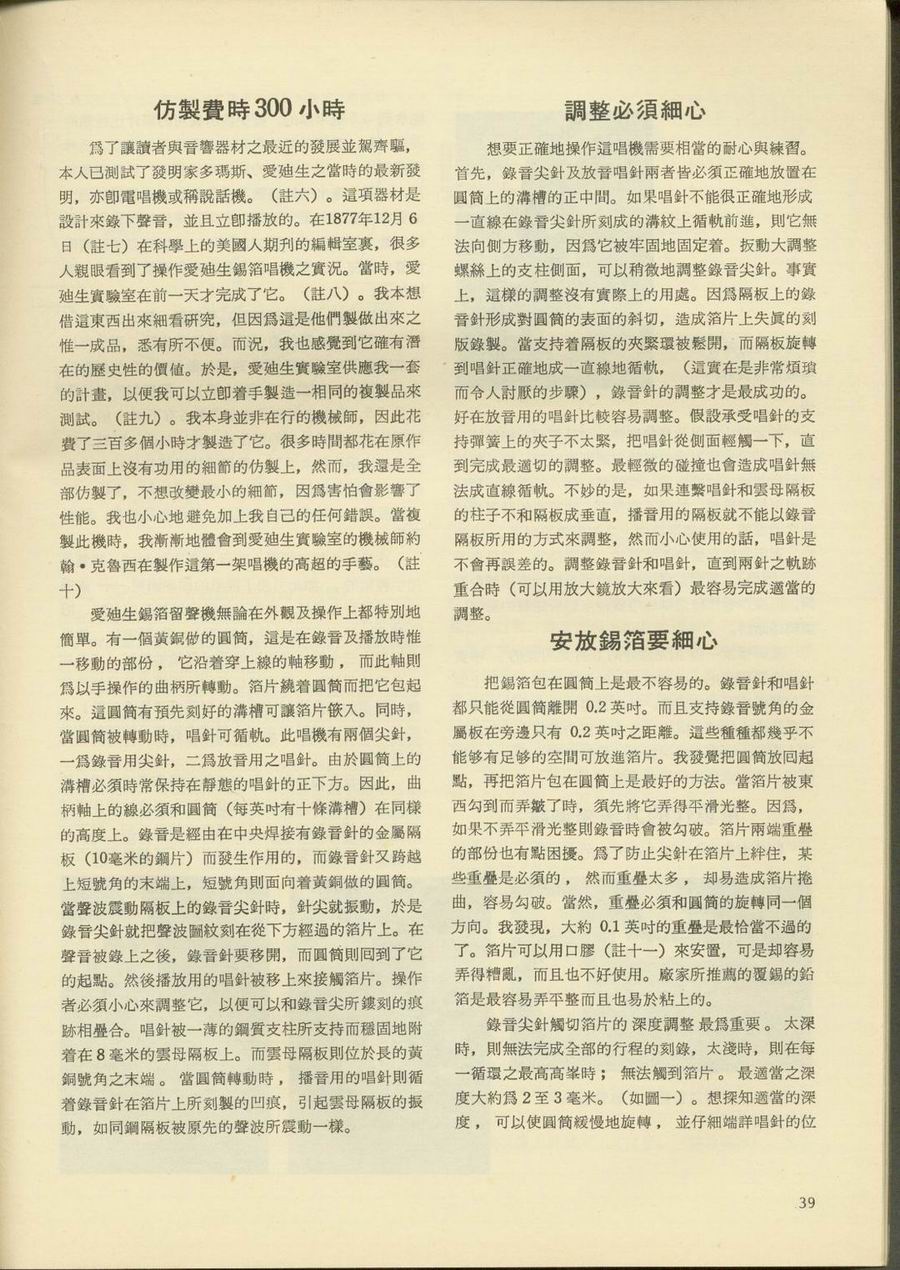 仿製費時300小時
為了讓讀者與音響器材之最近的發展並駕齊驅，
本人已測試了發明家多瑪斯、愛廸生之當時的最新發
明，亦卽電唱機或稱說話機。（註六）。這項器材是
設計來錄下聲音，並且立卽播放的。在1877年12月6
日（註七）在科學上的美國人期刋的編輯室裏，很多
人親眼看到了操作愛廸生錫箔唱機之實況。當時，愛
廸生實驗室在前一天才完成了它。（註八）。我本想
借這東西出來細看硏究，但因為這是他們製做出來之
惟一成品，悉有所不便。而況，我也感覺到它確有潛
在的歷史性的價值。於是，愛廸生實驗室供應我一套
的計畫，以便我可以立卽着手製造一相同的複製品來
測試。（註九）。我本身並非在行的機械師，因此花
費了三百多個小時才製造了它。很多時間都花在原作
品表面上沒有功用的細節的仿製上，然而，我還是全
部仿製了，不想改變最小的細節，因為害怕會影響了
性能。我也小心地避免加上我自己的任何錯誤。當複
製此機時，我漸漸地體會到愛廸生實驗室的機械師約
翰•克魯西在製作這第一架唱機的高超的手藝。（註
十）
愛廸生錫箔留聲機無論在外觀及操作上都特別地
簡單。有一個黃銅做的圓筒，這是在錄音及播放時惟
一移動的部份，它沿着穿上線的軸移動，而此軸則
為以手操作的曲柄所轉動。箔片繞着圓筒而把它包起
來。這圓筒有預先刻好的溝槽可讓箔片嵌入。同時，
當圓筒被轉動時，唱針可循軌。此唱機有兩個尖針，
一為錄音用尖針，二為放音用之唱針。由於圓筒上的
溝槽必須時常保持在靜態的唱針的正下方。因此，曲
柄軸上的線必須和圓筒（每英吋有十條溝槽）在同樣
的高度上。錄音是經由在中央焊接有錄音針的金屬隔
板（10毫米的鋼片）而發生作用的，而錄音針又跨越
上短號角的末端上，短號角則面向着黃銅做的圓筒。
當聲波震動隔板上的錄音尖針時，針尖就振動，於是
錄音尖針就把聲波圖紋刻在從下方經過的箔片上。在
聲音被錄上之後，錄音針要移開，而圓筒則囘到了它
的起點。然後播放用的唱針被移上來接觸箔片。操作
者必須小心來調整它，以便可以和錄音尖所鏤刻的痕
跡相疊合。唱針被一薄的鋼質支柱所支持而穩固地附
着在8毫米的雲母隔板上。而雲母隔板則位於長的黃
銅號角之末端。當圓筒轉動時，播音用的唱針則循
着錄音針在箔片上所刻製的凹痕，引起雲母隔板的振
動，如同鋼隔板被原先的聲波所震動一樣。
調整必須細心
想要正確地操作這唱機需要相當的耐心與練習。
首先，錄音尖針及放音唱針兩者皆必須正確地放置在
圓筒上的溝槽的正中間。如果唱針不能很正確地形成
一直線在錄音尖針所刻成的溝紋上循軌前進，則它無
法向側方移動，因為它被牢固地固定着。扳動大調整
螺絲上的支柱側面，可以稍微地調整錄音尖針。事實
上，這樣的調整沒有實際上的用處。因為隔板上的錄
音針形成對圓筒的表面的斜切，造成箔片上失眞的刻
版錄製。當支持着隔板的夾緊環被鬆開，而隔板旋轉
到唱針正確地成一直線地循軌，（這實在是非常煩瑣
而令人討厭的步驟），錄音針的調整才是最成功的。
好在放音用的唱針比較容易調整。假設承受唱針的支
持彈簧上的夾子不太緊，把唱針從側面輕觸一下，直
到完成最適切的調整。最輕微的碰撞也會造成唱針無
法成直線循軌。不妙的是，如果連繫唱針和雲母隔板
的柱子不和隔板成垂直，播音用的隔板就不能以錄音
隔板所用的方式來調整，然而小心使用的話，唱針是
不會再誤差的。調整錄音針和唱針，直到兩針之軌跡
重合時（可以用放大鏡放大來看）最容易完成適當的
調整。
安放錫箔要細心
把錫箔包在圓筒上是最不容易的。錄音針和唱針
都只能從圓筒離開 0.2 英吋。而且支持錄音號角的金
屬板在旁邊只有 0.2 英吋之距離。這些種種都幾乎不
能够有足够的空間可放進箔片。我發覺把圓筒放囘起
點，再把箔片包在圓筒上是最好的方法。當箔片被東
西勾到而弄皺了時，須先將它弄得平滑光整。因為，
如果不弄平滑光整則錄音時會被勾破。箔片兩端重疊
的部份也有點困擾。為了防止尖針在箔片上絆住，某
些重疊是必須的，然而重疊太多，却易造成箔片捲
曲，容易勾破。當然，重疊必須和圓筒的旋轉同一個
方向。我發現，大約 0.1 英吋的重疊是最恰當不過的
了。箔片可以用口膠（註十一）來安置，可是却容易
弄得糟亂，而且也不好使用。廠家所推薦的覆錫的鉛
箔是最容易弄平整而且也易於粘上的。
錄音尖針觸切箔片的深度調整最為重要。太深
時，則無法完成全部的行程的刻錄，太淺時，則在每
一循環之最高高峯時；無法觸到箔片。最適當之深
度大約為2至3毫米。（如圖一）。想探知適當的深
度，可以使圓筒緩慢地旋轉，並仔細端詳唱針的位
39